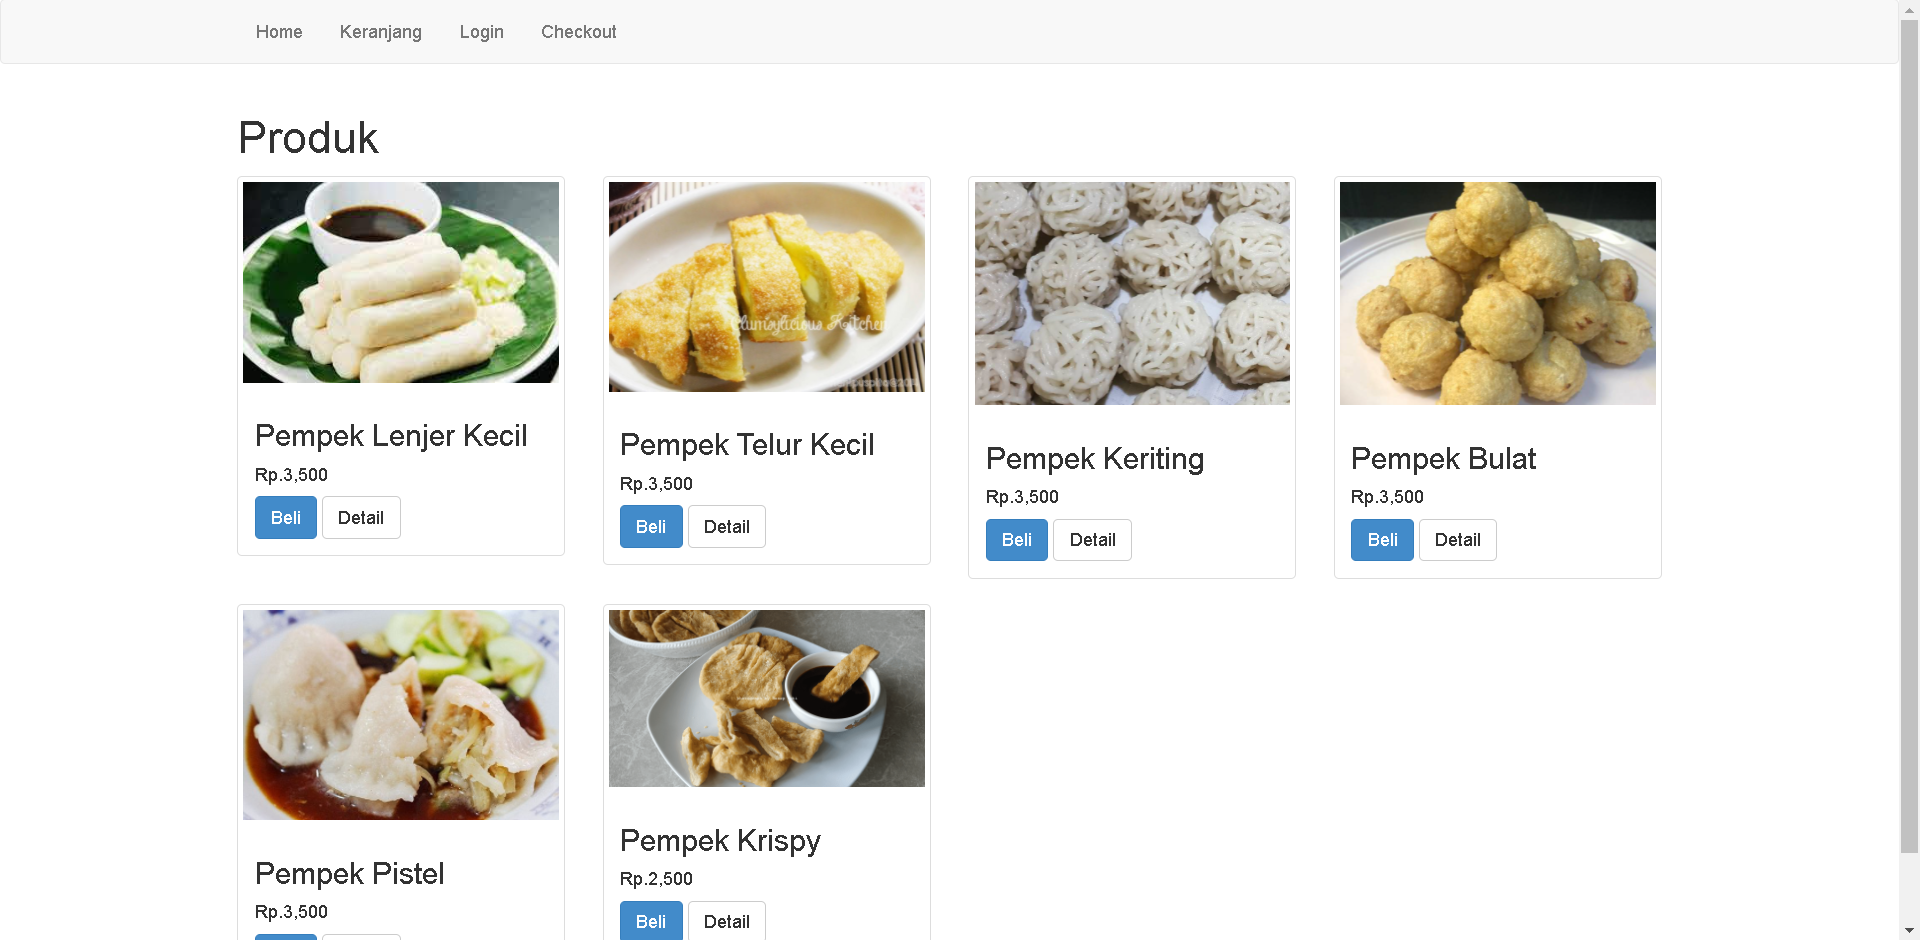 Home Keranjang Login Checkout
Produk
Pempek Lenjer Kecil
Rp.3,500
Beli Detail
Clumsylicious Kitchen
Pempek Telur Kecil
Rp.3,500
Beli Detail
Pempek Keriting
Rp.3,500
Beli Detail
Pempek Bulat
Rp.3,500
Beli Detail
Pempek Pistel
Rp.3,500
Pempek Krispy
Rp.2,500
Beli Detail